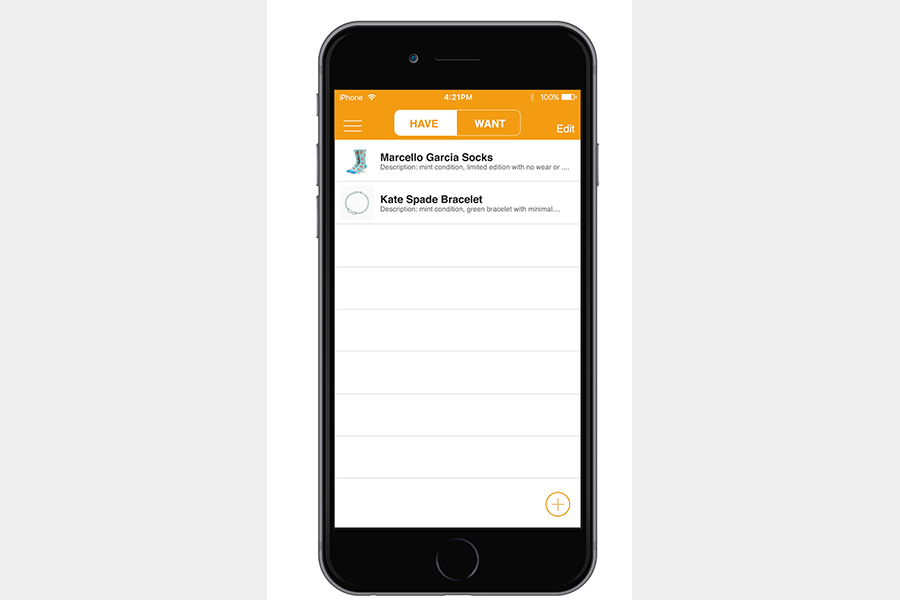 iPhone 4:21PM 100%
HAVE WANT Edit
Marcello Garcia Socks
Description: mint condition, limited edition with no wear or ....
Kate Spade Bracelet
Description: mint condition, green bracelet with minimal....